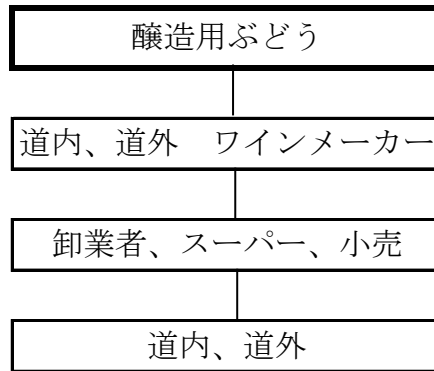 醸造用ぶどう
道内、道外　ワインメーカー
卸業者、スーパー、小売
道内、道外